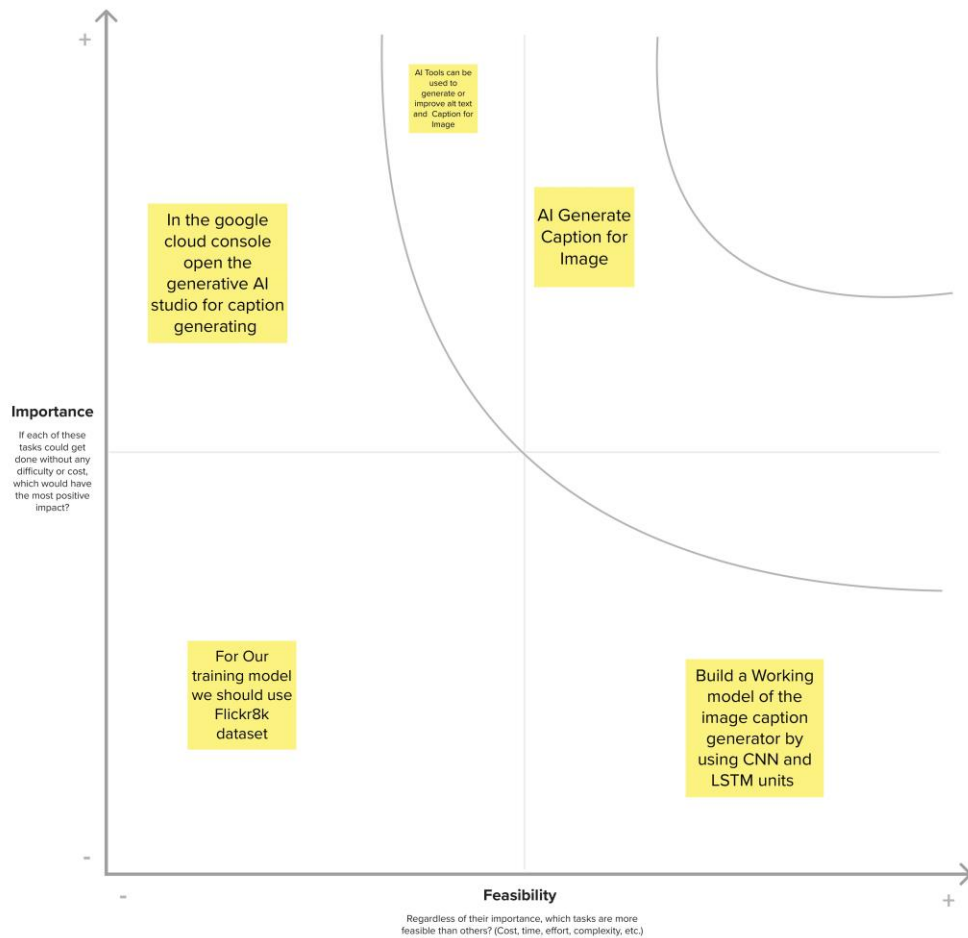 +
AI Tools can be
used to
generate or
improve alt text
and Caption for
Image
In the google
cloud console
open the
generative AI
studio for caption
generating
AI Generate
Caption for
Image
Importance
If each of these
tasks could get
done without any
difficulty or cost,
which would have
the most positive
impact?
For Our
training model
we should use
Flickr8k
dataset
Build a Working
model of the
image caption
generator by
using CNN and
LSTM units
-
-
Feasibility
+
Regardless of their importance, which tasks are more
feasible than others? (Cost, time, effort, complexity, etc.)